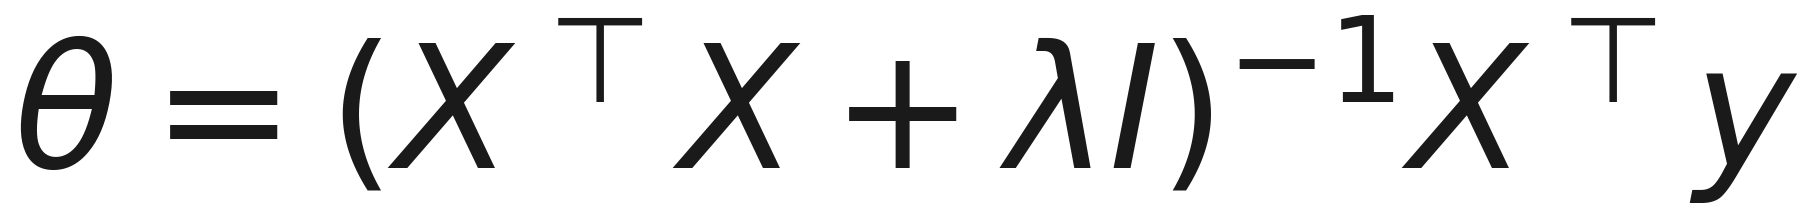 θ = (X⊤X + λI)⁻¹X⊤y